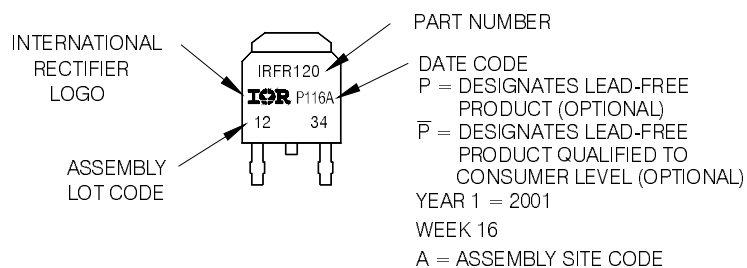 INTERNATIONAL
RECTIFIER
LOGO
ASSEMBLY
LOT CODE
IRFR120
IOR P116A
12 34
PART NUMBER
DATE CODE
P = DESIGNATES LEAD-FREE
PRODUCT (OPTIONAL)
P̅ = DESIGNATES LEAD-FREE
PRODUCT QUALIFIED TO
CONSUMER LEVEL (OPTIONAL)
YEAR 1 = 2001
WEEK 16
A = ASSEMBLY SITE CODE